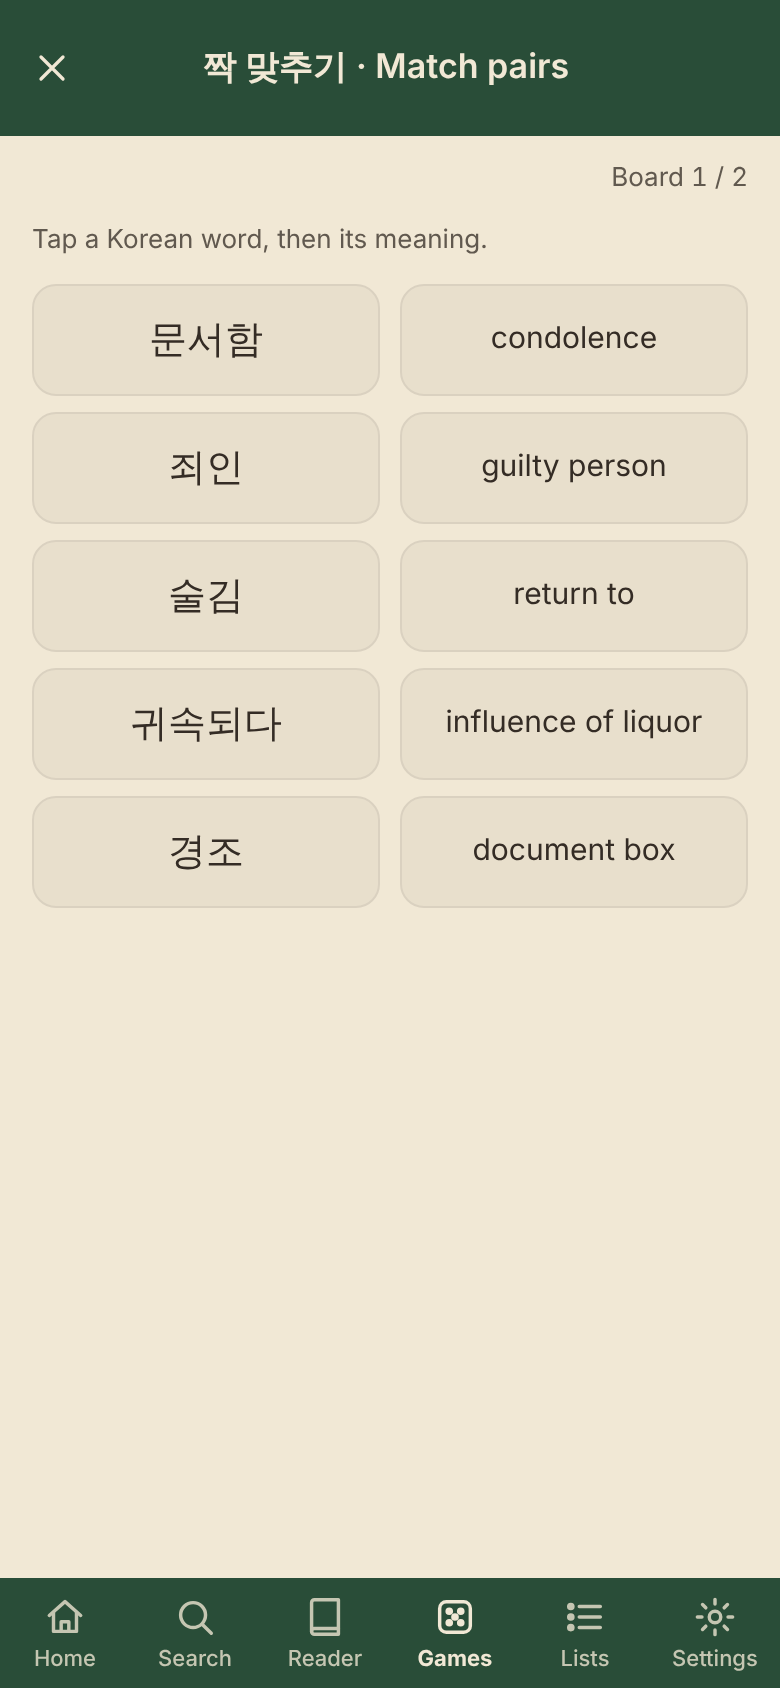 짝 맞추기 · Match pairs
Board 1 / 2
Tap a Korean word, then its meaning.
문서함
condolence
죄인
guilty person
술김
return to
귀속되다
influence of liquor
경조
document box
Home
Search
Reader
Games
Lists
Settings